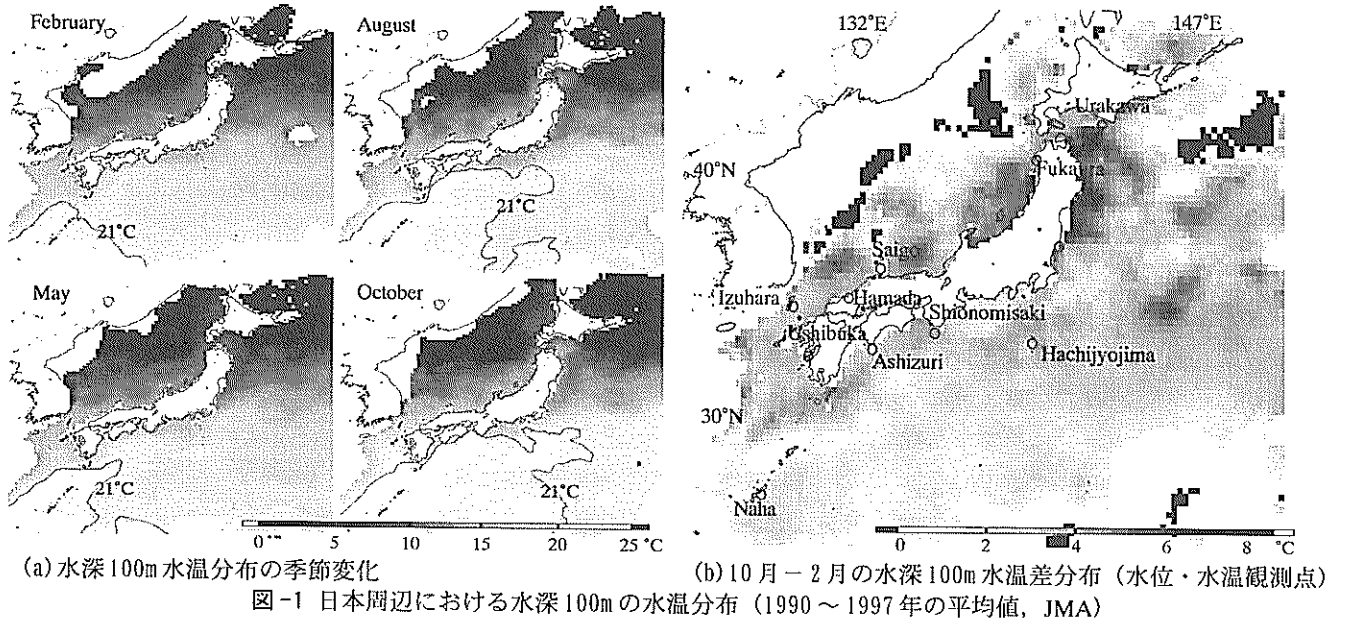 February
August
21°C
21°C
May
October
21°C
21°C
0 5 10 15 20 25 °C
(a)水深100m水温分布の季節変化
132°E
147°E
Urakawa
40°N
Fukaura
Saigo
Izuhara
Hamada
Shionomisaki
Ushibuka
Ashizuri
Hachijyojima
30°N
Naha
0 2 4 6 8 °C
(b)10月－2月の水深100m水温差分布（水位・水温観測点）
図-1 日本周辺における水深100mの水温分布（1990～1997年の平均値，JMA）